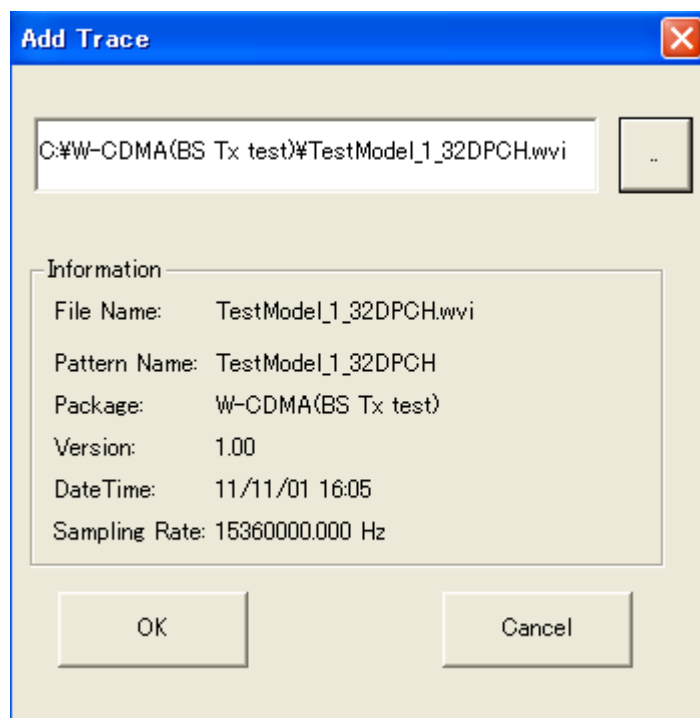 Add Trace
C:¥W-CDMA(BS Tx test)¥TestModel_1_32DPCH.wvi
..
Information
File Name: TestModel_1_32DPCH.wvi
Pattern Name: TestModel_1_32DPCH
Package: W-CDMA(BS Tx test)
Version: 1.00
DateTime: 11/11/01 16:05
Sampling Rate: 15360000.000 Hz
OK Cancel